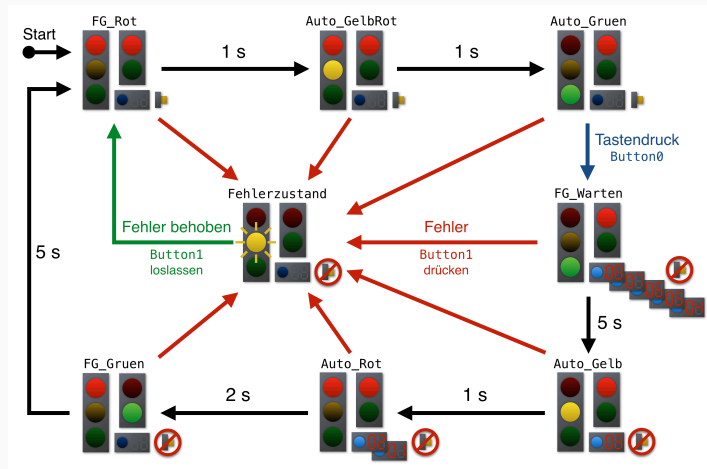 FG_Rot
Auto_GelbRot
Auto_Gruen
Start
1 s
1 s
Tastendruck
Button0
Fehlerzustand
FG_Warten
Fehler behoben
Button1
loslassen
Fehler
Button1
drücken
5 s
5 s
FG_Gruen
Auto_Rot
Auto_Gelb
2 s
1 s